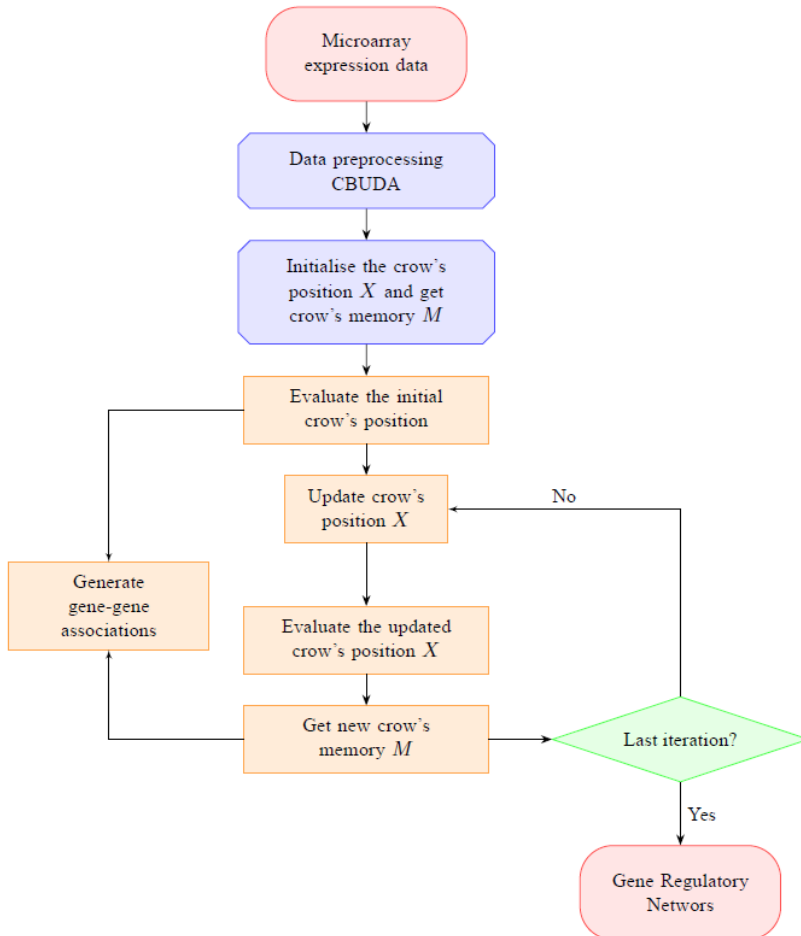 Microarray
expression data
Data preprocessing
CBUDA
Initialise the crow's
position X and get
crow's memory M
Evaluate the initial
crow's position
Update crow's
position X
No
Generate
gene-gene
associations
Evaluate the updated
crow's position X
Get new crow's
memory M
Last iteration?
Yes
Gene Regulatory
Networs